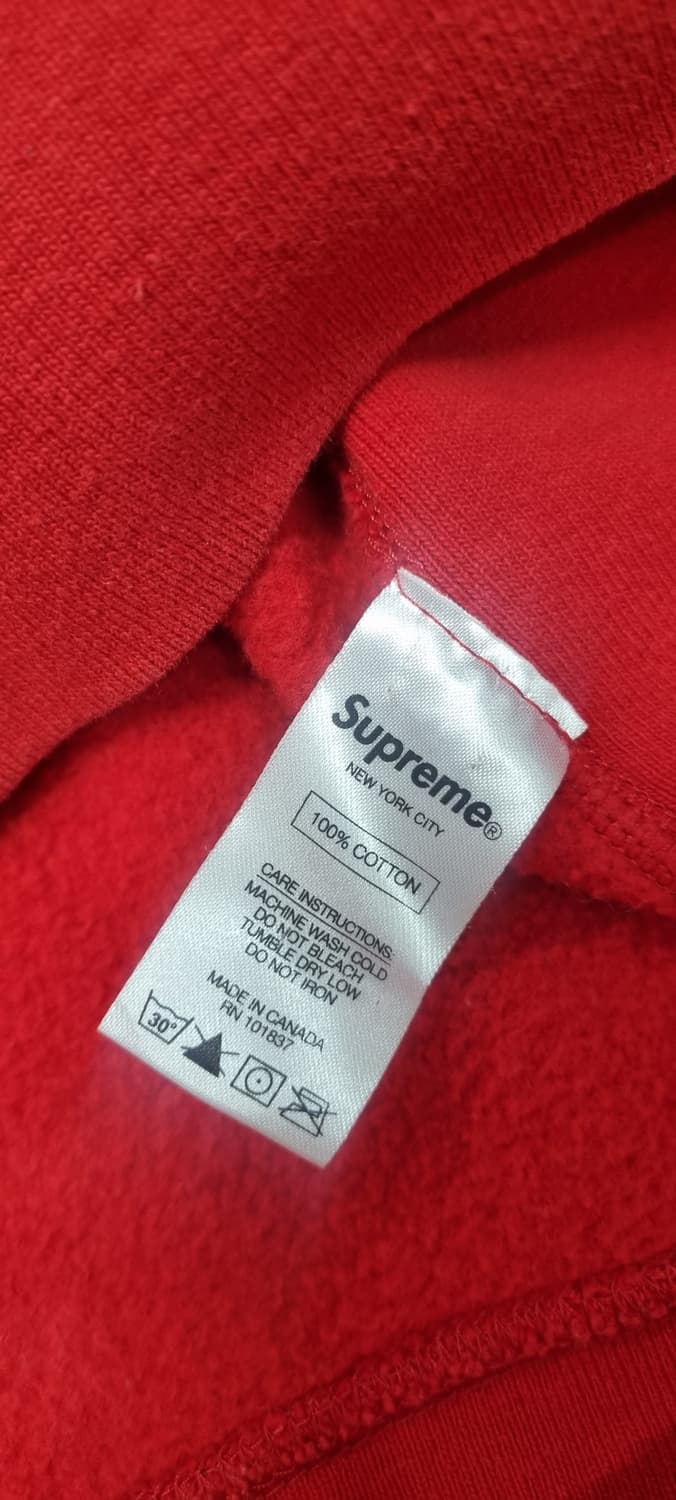 Supreme®
NEW YORK CITY
100% COTTON
CARE INSTRUCTIONS:
MACHINE WASH COLD
DO NOT BLEACH
TUMBLE DRY LOW
DO NOT IRON
MADE IN CANADA
RN 101837
30°